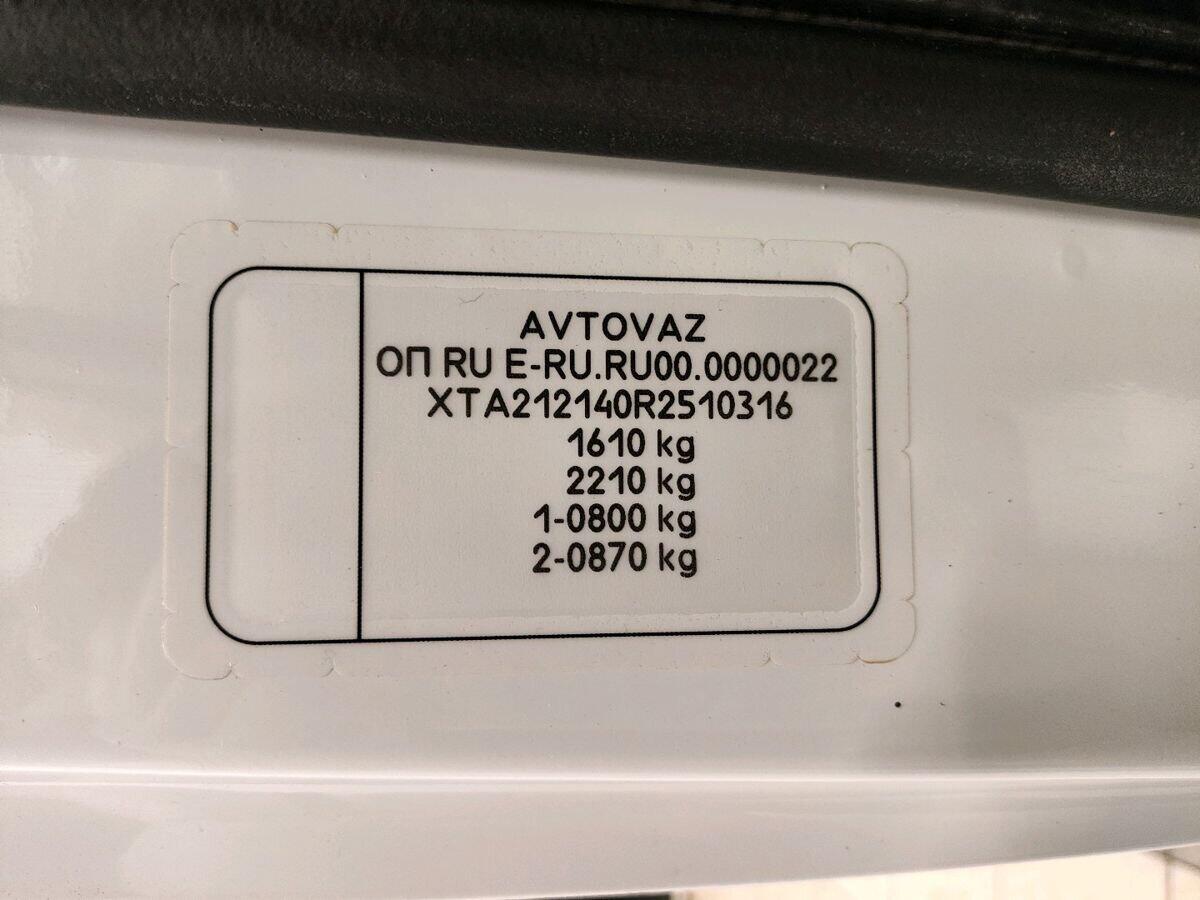 AVTOVAZ
ОП RU E-RU.RU00.0000022
XTA212140R2510316
1610 kg
2210 kg
1-0800 kg
2-0870 kg